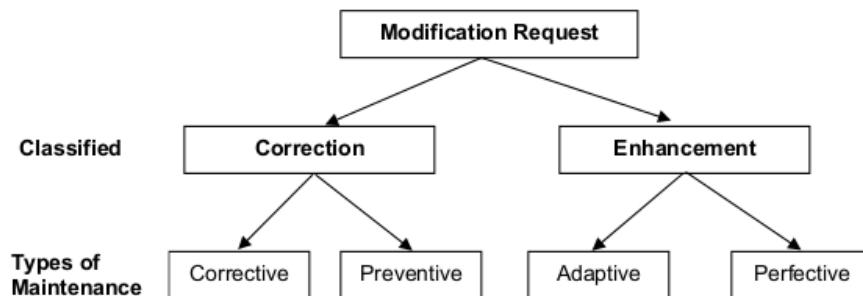 Modification Request
Classified
Correction
Enhancement
Types of
Maintenance
Corrective
Preventive
Adaptive
Perfective